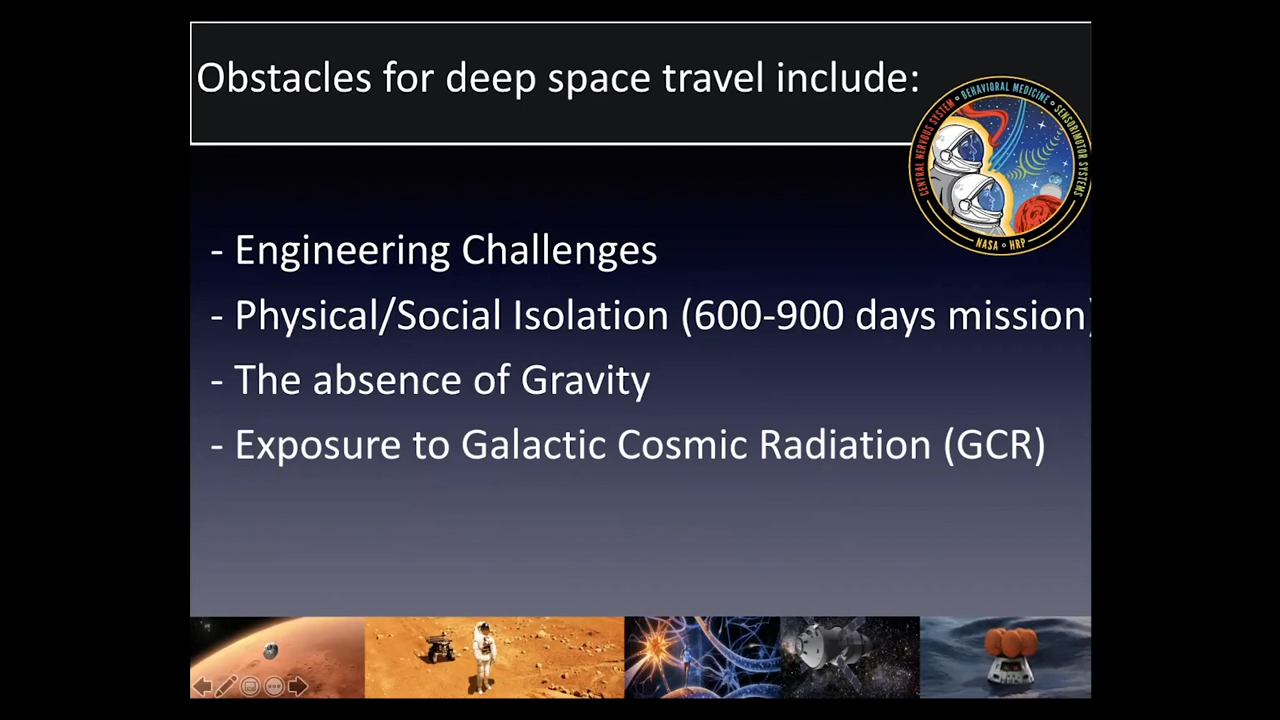 Obstacles for deep space travel include:
CENTRAL NERVOUS SYSTEM • BEHAVIORAL MEDICINE • SENSORIMOTOR SYSTEMS
NASA • HRP
- Engineering Challenges
- Physical/Social Isolation (600-900 days mission)
- The absence of Gravity
- Exposure to Galactic Cosmic Radiation (GCR)